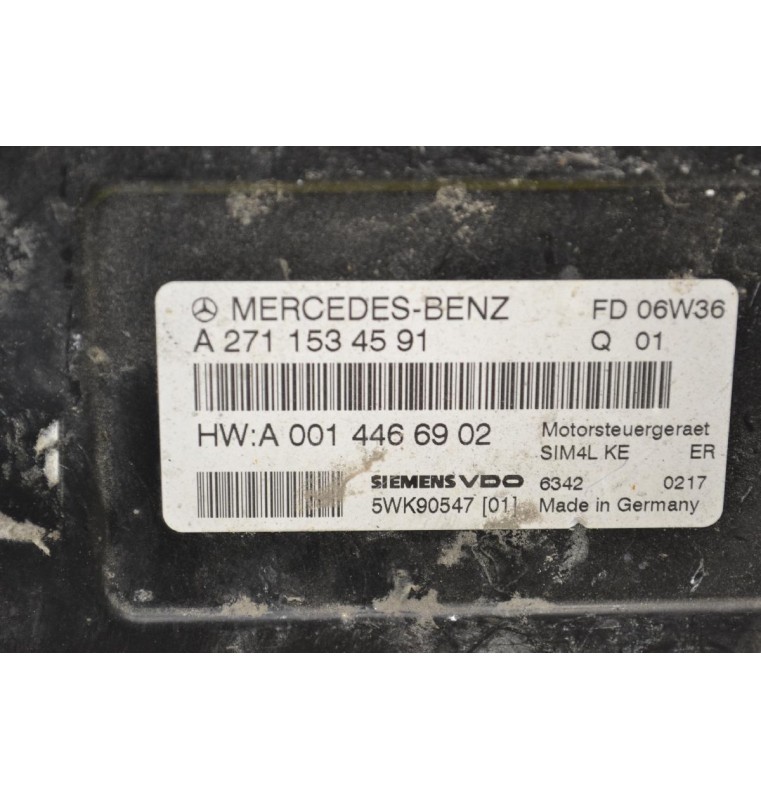 MERCEDES-BENZ FD 06W36
A 271 153 45 91 Q 01
HW:A 001 446 69 02 Motorsteuergeraet
SIM4L KE ER
SIEMENS VDO 6342 0217
5WK90547 [01] Made in Germany